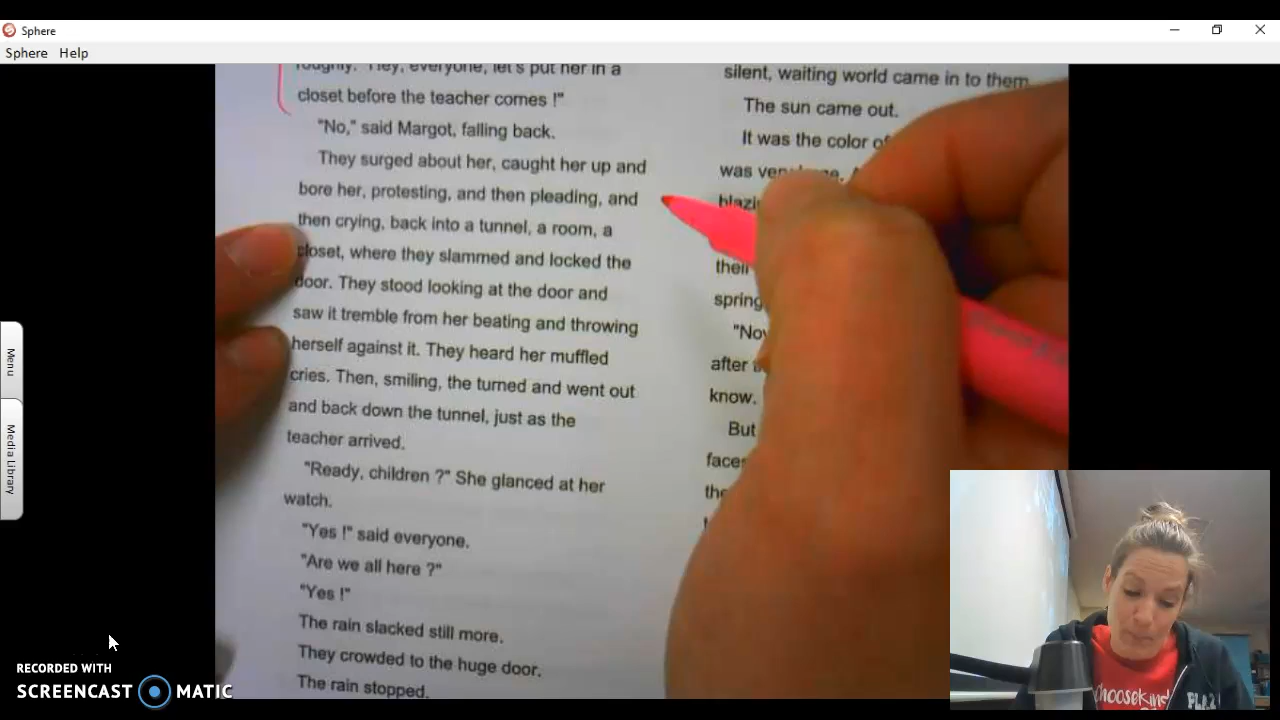 Sphere
Sphere Help
roughly. "Hey, everyone, let's put her in a
closet before the teacher comes !"
"No," said Margot, falling back.
They surged about her, caught her up and
bore her, protesting, and then pleading, and
then crying, back into a tunnel, a room, a
closet, where they slammed and locked the
door. They stood looking at the door and
saw it tremble from her beating and throwing
herself against it. They heard her muffled
cries. Then, smiling, the turned and went out
and back down the tunnel, just as the
teacher arrived.
"Ready, children ?" She glanced at her
watch.
"Yes !" said everyone.
"Are we all here ?"
"Yes !"
The rain slacked still more.
They crowded to the huge door.
The rain stopped.
silent, waiting world came in to them.
The sun came out.
It was the color of
was
their
spring
after
know.
But
Menu
Media Library
RECORDED WITH
SCREENCAST MATIC